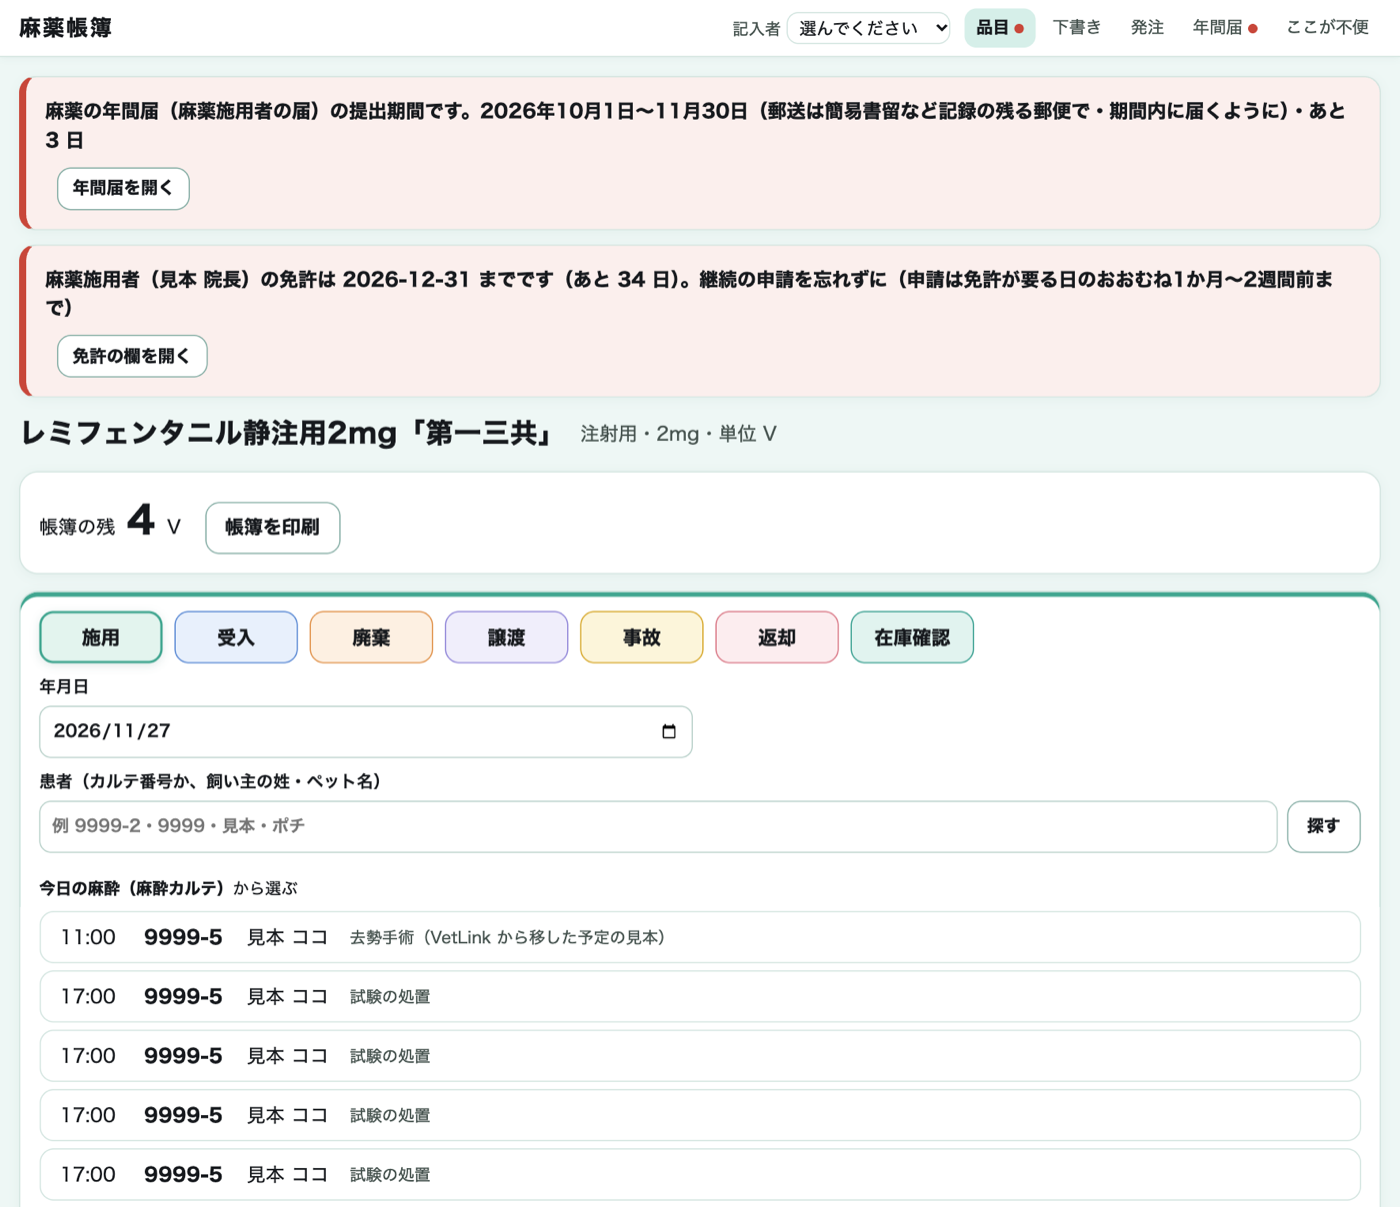 麻薬帳簿
記入者 選んでください 品目 下書き 発注 年間届 ここが不便
麻薬の年間届（麻薬施用者の届）の提出期間です。2026年10月1日〜11月30日（郵送は簡易書留など記録の残る郵便で・期間内に届くように）・あと
3 日
年間届を開く
麻薬施用者（見本 院長）の免許は 2026-12-31 までです（あと 34 日）。継続の申請を忘れずに（申請は免許が要る日のおおむね1か月〜2週間前ま
で）
免許の欄を開く
レミフェンタニル静注用2mg「第一三共」 注射用・2mg・単位 V
帳簿の残 4 V 帳簿を印刷
施用 受入 廃棄 譲渡 事故 返却 在庫確認
年月日
2026/11/27
患者（カルテ番号か、飼い主の姓・ペット名）
例 9999-2・9999・見本・ポチ 探す
今日の麻酔（麻酔カルテ）から選ぶ
11:00 9999-5 見本 ココ 去勢手術（VetLink から移した予定の見本）
17:00 9999-5 見本 ココ 試験の処置
17:00 9999-5 見本 ココ 試験の処置
17:00 9999-5 見本 ココ 試験の処置
17:00 9999-5 見本 ココ 試験の処置